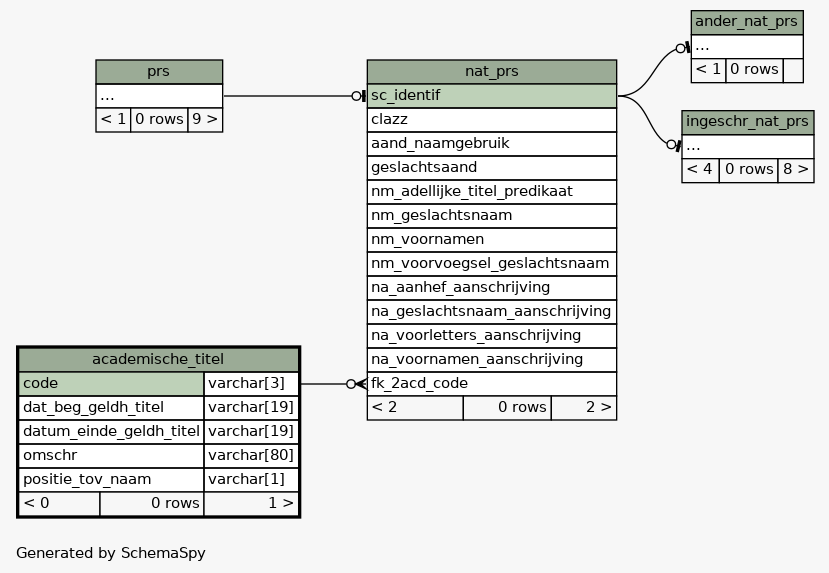 ander_nat_prs
...
< 1 0 rows
prs
...
< 1 0 rows 9 >
nat_prs
sc_identif
clazz
aand_naamgebruik
geslachtsaand
nm_adellijke_titel_predikaat
nm_geslachtsnaam
nm_voornamen
nm_voorvoegsel_geslachtsnaam
na_aanhef_aanschrijving
na_geslachtsnaam_aanschrijving
na_voorletters_aanschrijving
na_voornamen_aanschrijving
fk_2acd_code
< 2 0 rows 2 >
ingeschr_nat_prs
...
< 4 0 rows 8 >
academische_titel
code varchar[3]
dat_beg_geldh_titel varchar[19]
datum_einde_geldh_titel varchar[19]
omschr varchar[80]
positie_tov_naam varchar[1]
< 0 0 rows 1 >
Generated by SchemaSpy